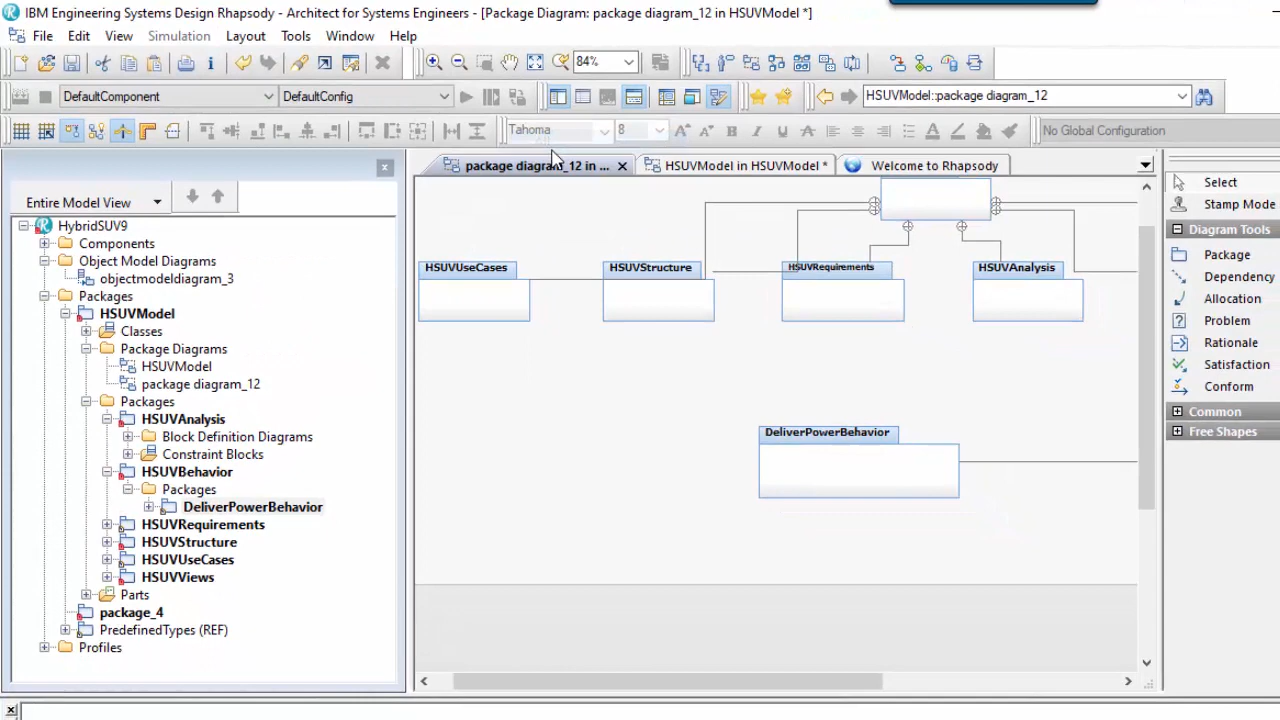 IBM Engineering Systems Design Rhapsody - Architect for Systems Engineers - [Package Diagram: package diagram_12 in HSUVModel *]
File Edit View Simulation Layout Tools Window Help
84%
DefaultComponent DefaultConfig HSUVModel::package diagram_12
Tahoma 8 B I U A A No Global Configuration
package diagram_12 in ... HSUVModel in HSUVModel * Welcome to Rhapsody
Entire Model View
HybridSUV9
Components
Object Model Diagrams
objectmodeldiagram_3
Packages
HSUVModel
Classes
Package Diagrams
HSUVModel
package diagram_12
Packages
HSUVAnalysis
Block Definition Diagrams
Constraint Blocks
HSUVBehavior
Packages
DeliverPowerBehavior
HSUVRequirements
HSUVStructure
HSUVUseCases
HSUVViews
Parts
package_4
PredefinedTypes (REF)
Profiles
HSUVUseCases HSUVStructure HSUVRequirements HSUVAnalysis
DeliverPowerBehavior
Select
Stamp Mode
Diagram Tools
Package
Dependency
Allocation
Problem
Rationale
Satisfaction
Conform
Common
Free Shapes